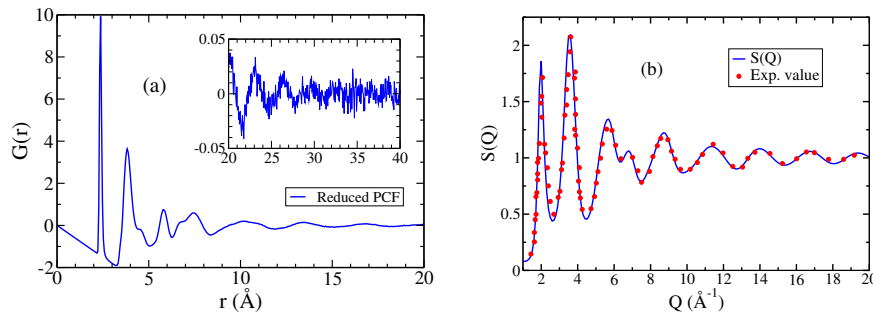 10
8
6
4
2
0
-2
G(r)
(a)
0.05
0
-0.05
20 25 30 35 40
Reduced PCF
0 5 10 15 20
r (Å)
2
1.5
1
0.5
0
S(Q)
(b)
S(Q)
Exp. value
2 4 6 8 10 12 14 16 18 20
Q (Å⁻¹)